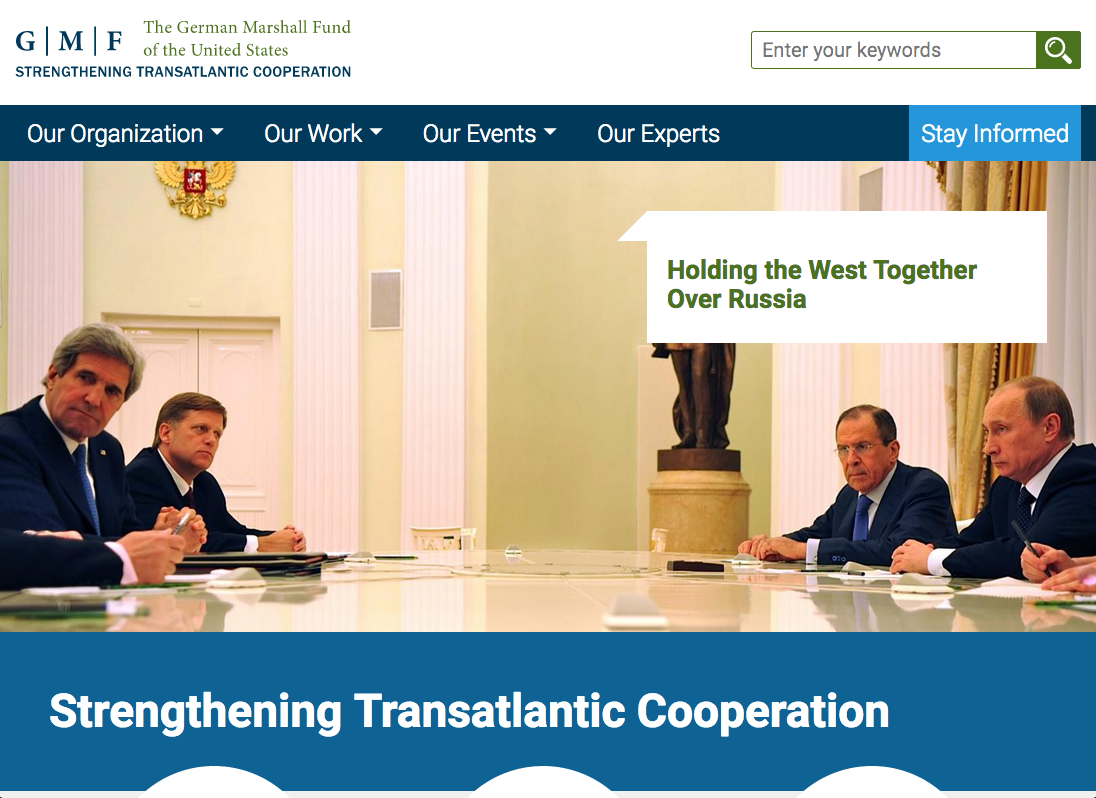 G | M | F
The German Marshall Fund
of the United States
STRENGTHENING TRANSATLANTIC COOPERATION
Enter your keywords
Our Organization
Our Work
Our Events
Our Experts
Stay Informed
Holding the West Together
Over Russia
Strengthening Transatlantic Cooperation